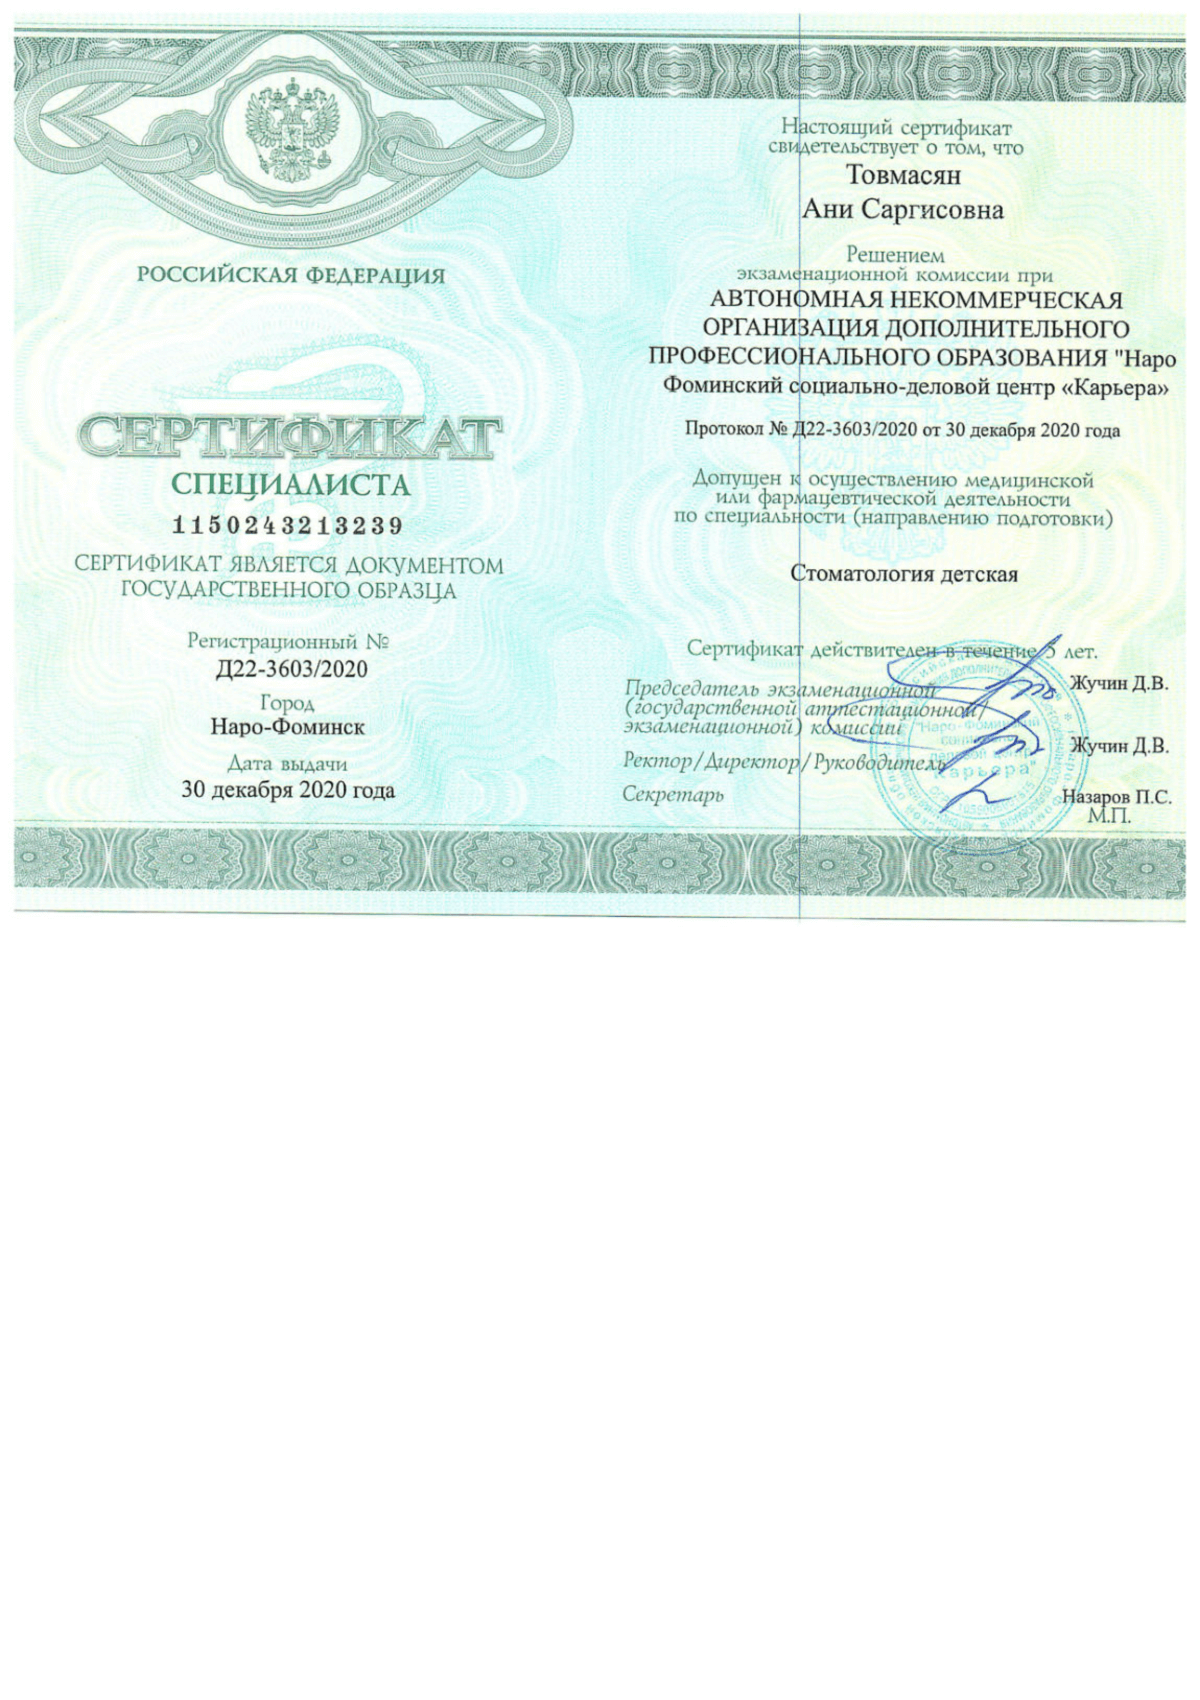 РОССИЙСКАЯ ФЕДЕРАЦИЯ
СЕРТИФИКАТ
СПЕЦИАЛИСТА
1150243213239
СЕРТИФИКАТ ЯВЛЯЕТСЯ ДОКУМЕНТОМ
ГОСУДАРСТВЕННОГО ОБРАЗЦА
Регистрационный №
Д22-3603/2020
Город
Наро-Фоминск
Дата выдачи
30 декабря 2020 года
Настоящий сертификат
свидетельствует о том, что
Товмасян
Ани Саргисовна
Решением
экзаменационной комиссии при
АВТОНОМНАЯ НЕКОММЕРЧЕСКАЯ
ОРГАНИЗАЦИЯ ДОПОЛНИТЕЛЬНОГО
ПРОФЕССИОНАЛЬНОГО ОБРАЗОВАНИЯ "Наро
Фоминский социально-деловой центр «Карьера»
Протокол № Д22-3603/2020 от 30 декабря 2020 года
Допущен к осуществлению медицинской
или фармацевтической деятельности
по специальности (направлению подготовки)
Стоматология детская
Сертификат действителен в течение 5 лет.
Председатель экзаменационной
(государственной аттестационной/
экзаменационной) комиссии
Жучин Д.В.
Ректор/Директор/Руководитель
Жучин Д.В.
Секретарь
Назаров П.С.
М.П.
"Наро-Фоминский
деловой центр
"Карьера"